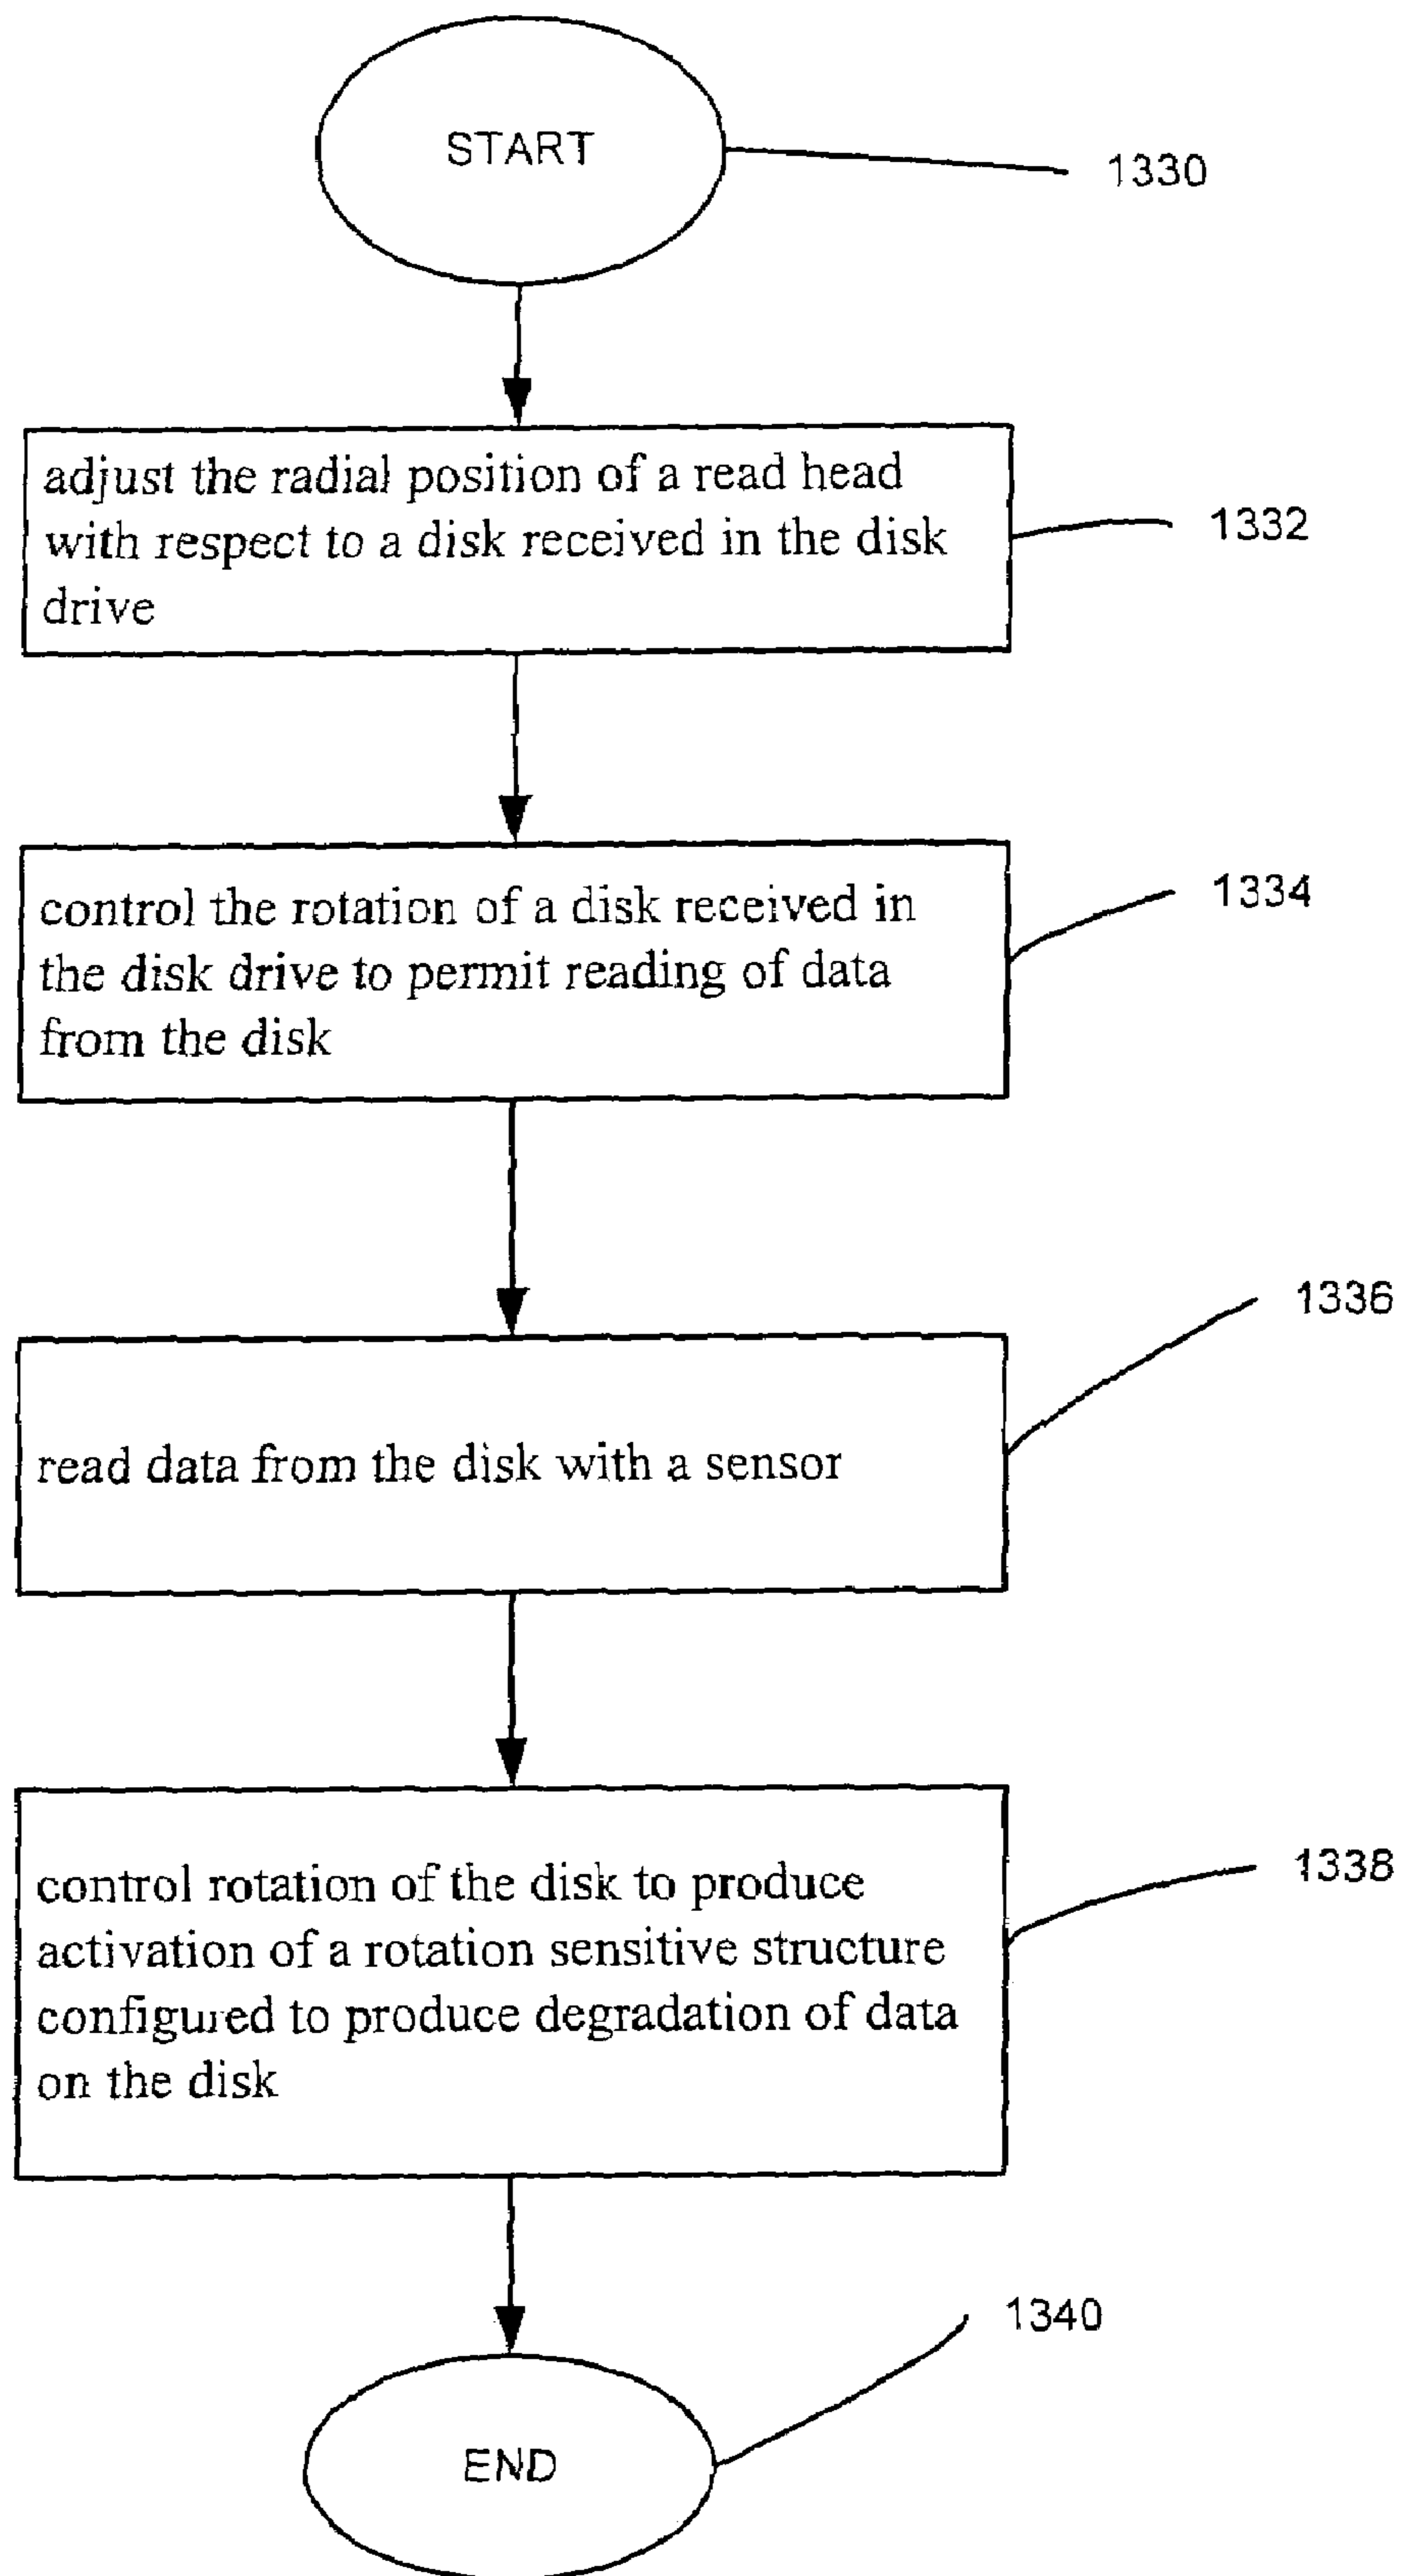 START
1330
adjust the radial position of a read head
with respect to a disk received in the disk
drive
1332
control the rotation of a disk received in
the disk drive to permit reading of data
from the disk
1334
1336
read data from the disk with a sensor
1338
control rotation of the disk to produce
activation of a rotation sensitive structure
configured to produce degradation of data
on the disk
1340
END